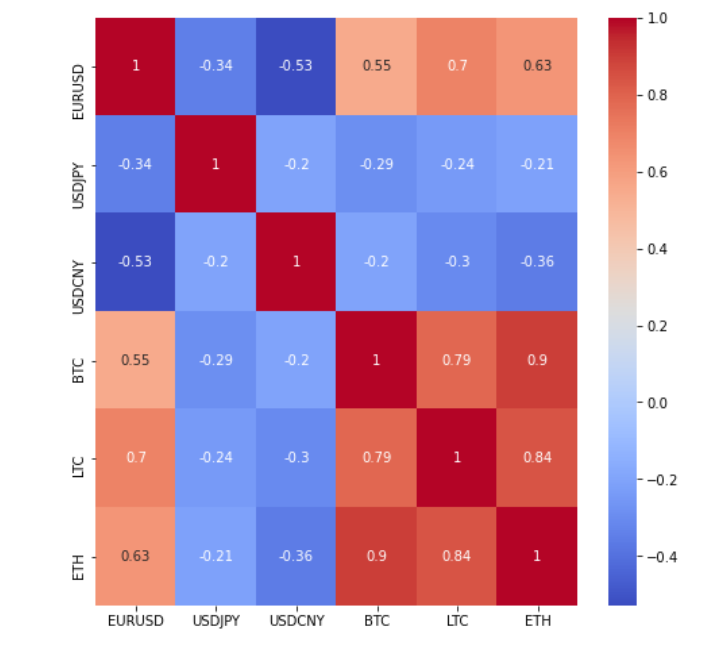 EURUSD 1 -0.34 -0.53 0.55 0.7 0.63
USDJPY -0.34 1 -0.2 -0.29 -0.24 -0.21
USDCNY -0.53 -0.2 1 -0.2 -0.3 -0.36
BTC 0.55 -0.29 -0.2 1 0.79 0.9
LTC 0.7 -0.24 -0.3 0.79 1 0.84
ETH 0.63 -0.21 -0.36 0.9 0.84 1
EURUSD USDJPY USDCNY BTC LTC ETH
1.0
0.8
0.6
0.4
0.2
0.0
−0.2
−0.4